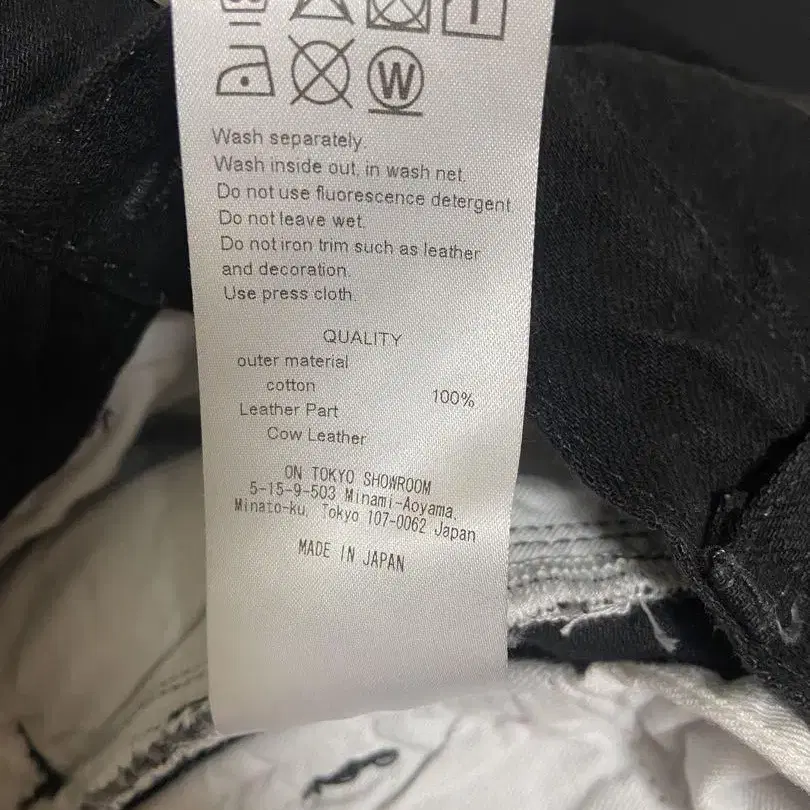 W
Wash separately.
Wash inside out, in wash net.
Do not use fluorescence detergent
Do not leave wet.
Do not iron trim such as leather
and decoration.
Use press cloth.
QUALITY
outer material
cotton 100%
Leather Part
Cow Leather
ON TOKYO SHOWROOM
5-15-9-503 Minami-Aoyama,
Minato-ku, Tokyo 107-0062 Japan
MADE IN JAPAN